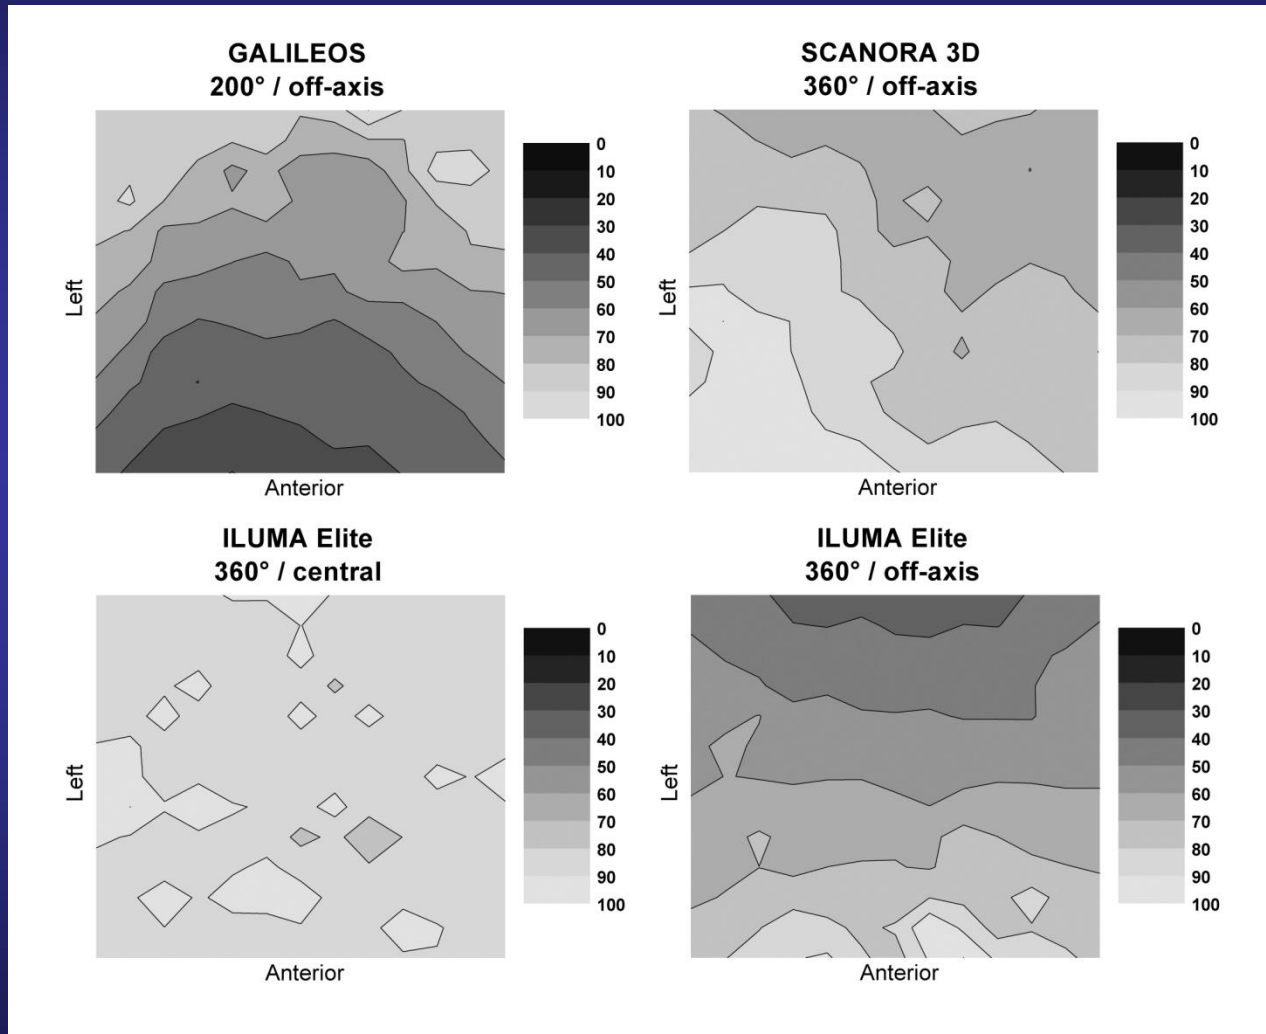 GALILEOS
200° / off-axis
0
10
20
30
40
50
60
70
80
90
100
Left
Anterior
SCANORA 3D
360° / off-axis
0
10
20
30
40
50
60
70
80
90
100
Left
Anterior
ILUMA Elite
360° / central
0
10
20
30
40
50
60
70
80
90
100
Left
Anterior
ILUMA Elite
360° / off-axis
0
10
20
30
40
50
60
70
80
90
100
Left
Anterior